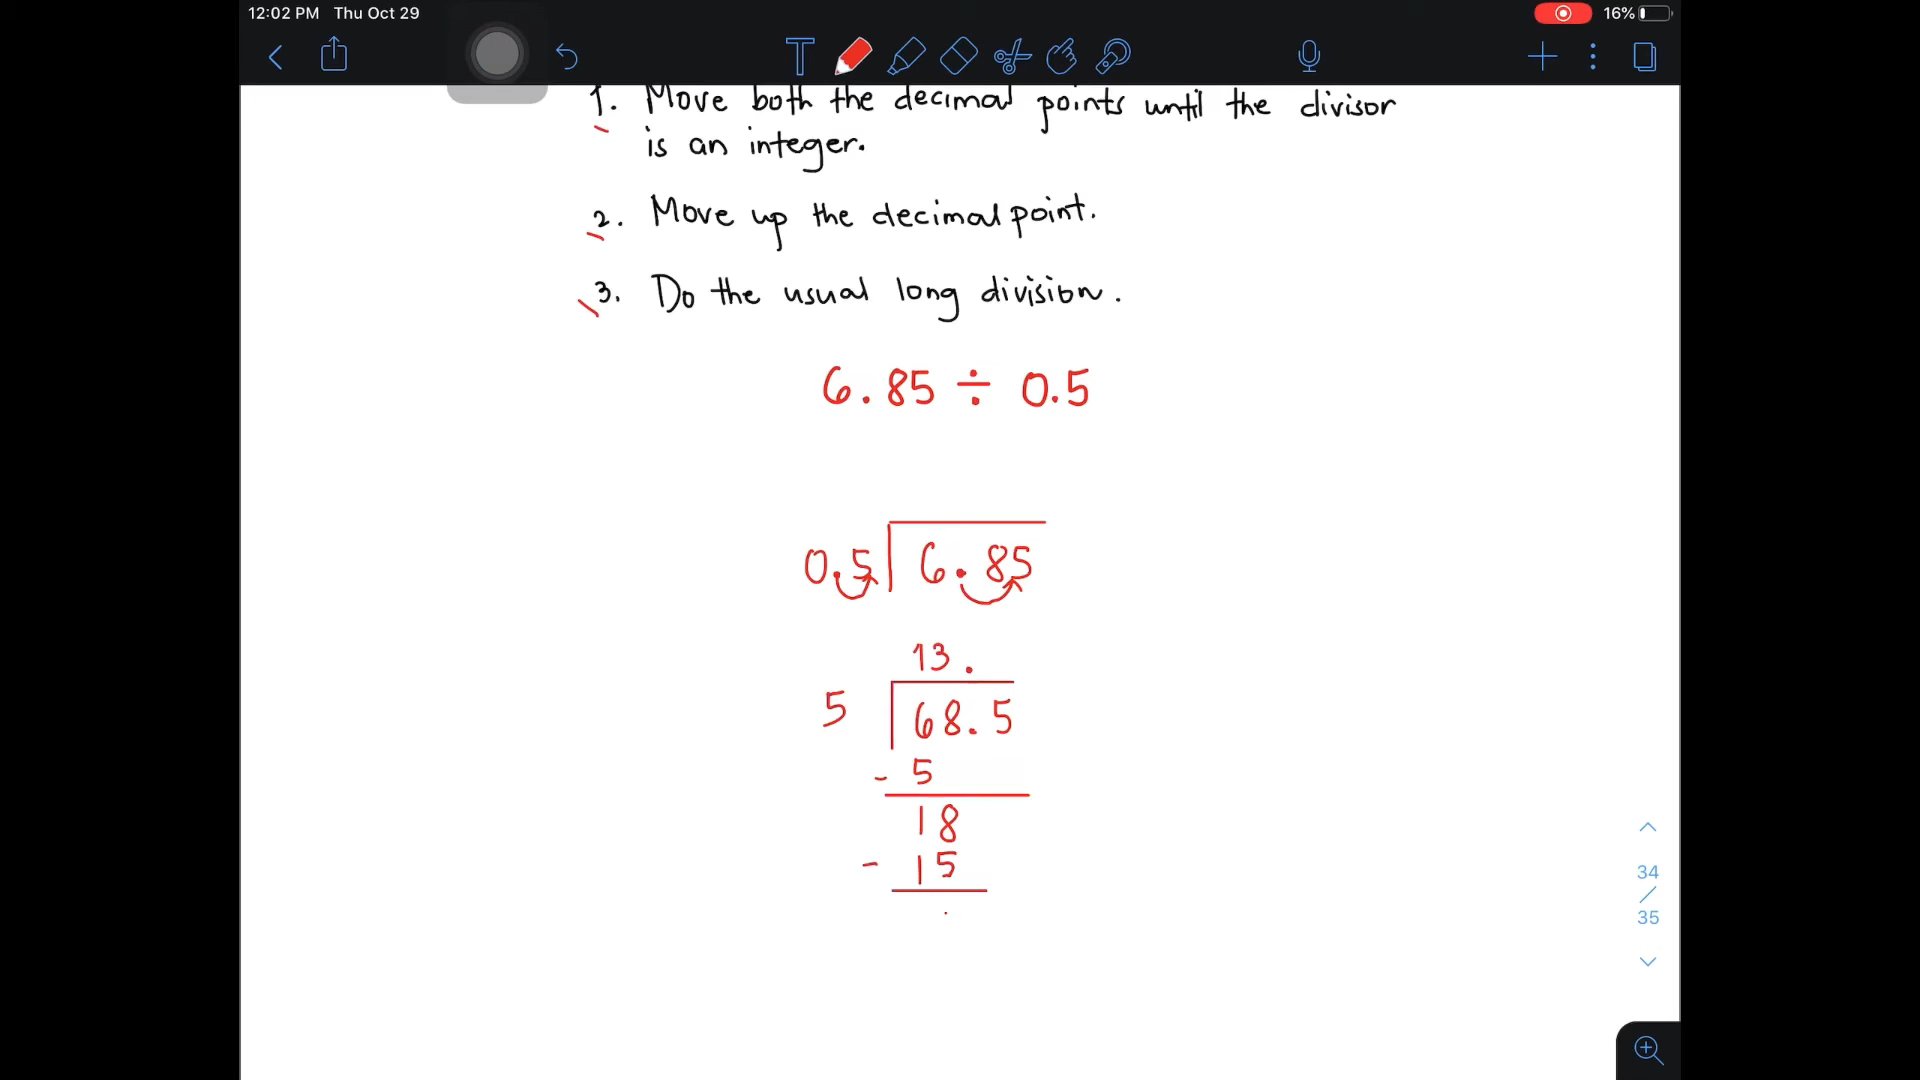 12:02 PM Thu Oct 29
16%
T
1. Move both the decimal points until the divisor
is an integer.
2. Move up the decimal point.
3. Do the usual long division.
6.85 ÷ 0.5
0.5 6.85
13.
5 68.5
- 5
18
- 15
34
/
35